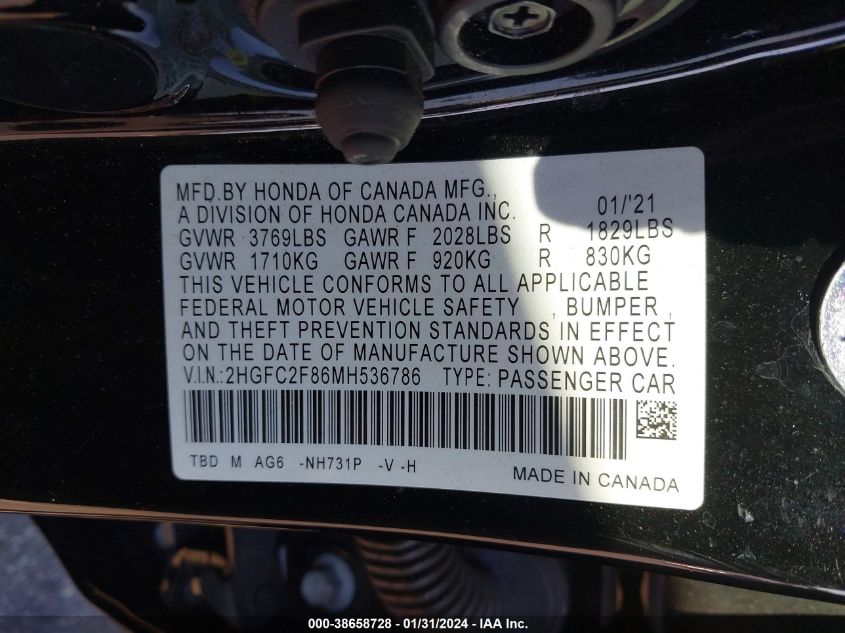 MFD.BY HONDA OF CANADA MFG.,
A DIVISION OF HONDA CANADA INC. 01/'21
GVWR 3769LBS GAWR F 2028LBS R 1829LBS
GVWR 1710KG GAWR F 920KG R 830KG
THIS VEHICLE CONFORMS TO ALL APPLICABLE
FEDERAL MOTOR VEHICLE SAFETY , BUMPER ,
AND THEFT PREVENTION STANDARDS IN EFFECT
ON THE DATE OF MANUFACTURE SHOWN ABOVE.
V.I.N.:2HGFC2F86MH536786 TYPE: PASSENGER CAR
TBD M AG6 -NH731P -V -H MADE IN CANADA
000-38658728 - 01/31/2024 - IAA Inc.